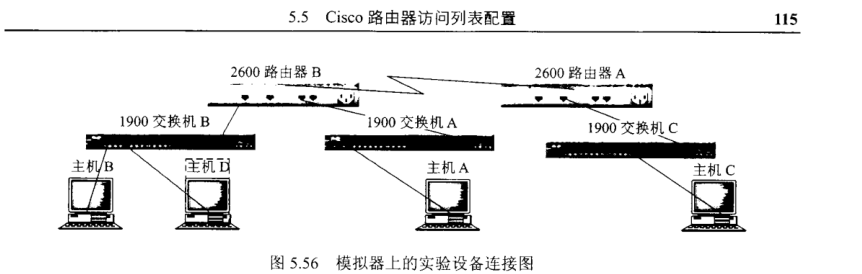 5.5 Cisco 路由器访问列表配置 115
2600 路由器 B 2600 路由器 A
1900 交换机 B 1900 交换机 A 1900 交换机 C
主机 B 主机 D 主机 A 主机 C
图 5.56 模拟器上的实验设备连接图